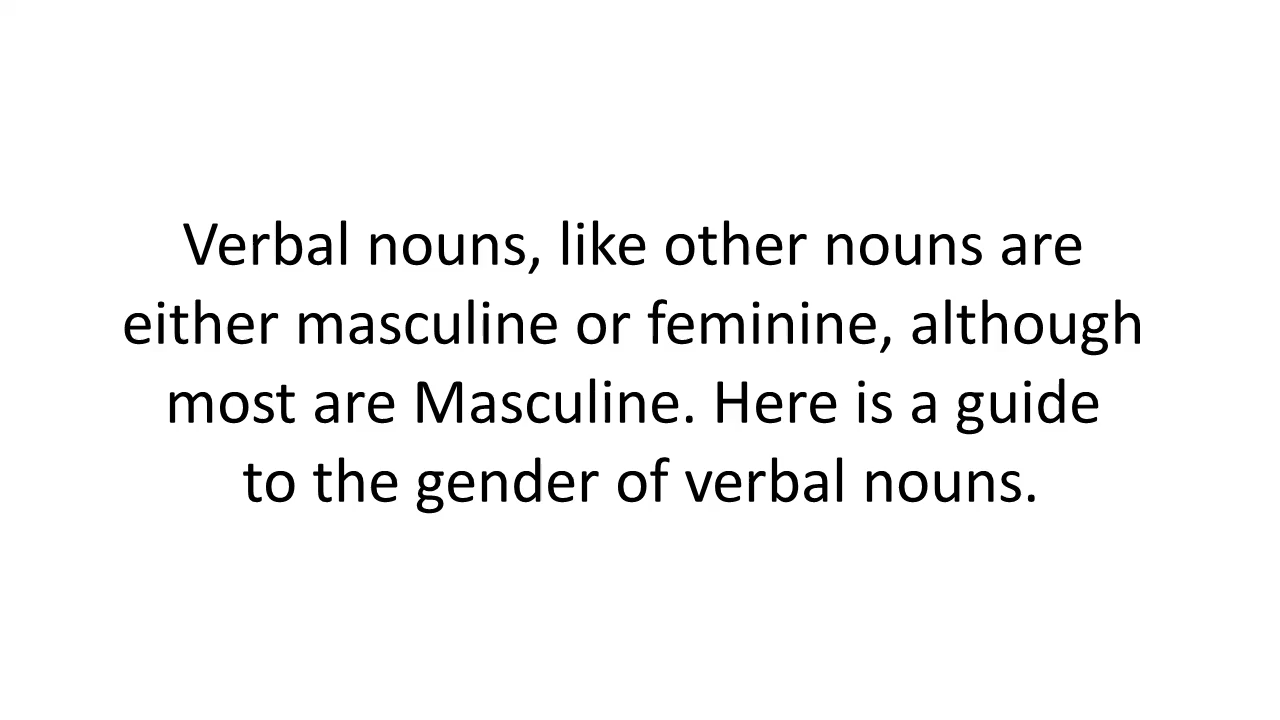 Verbal nouns, like other nouns are
either masculine or feminine, although
most are Masculine. Here is a guide
to the gender of verbal nouns.